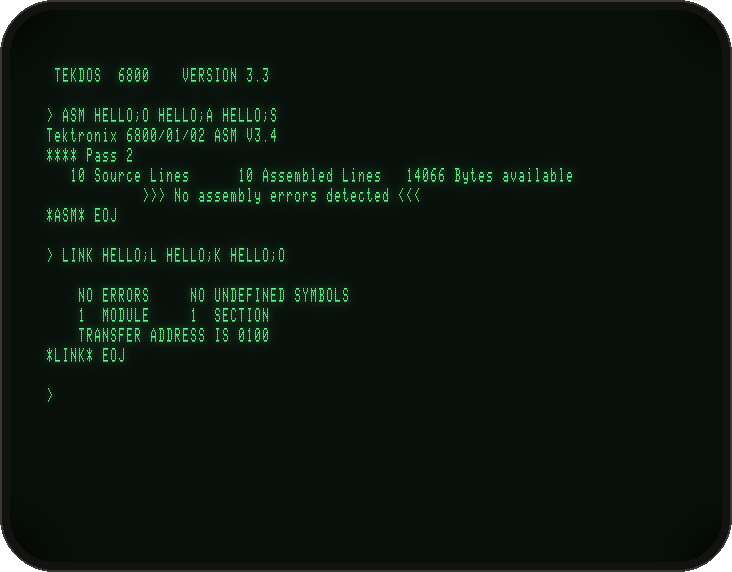 TEKDOS  6800    VERSION 3.3
> ASM HELLO;O HELLO;A HELLO;S
Tektronix 6800/01/02 ASM V3.4
**** Pass 2
   10 Source Lines      10 Assembled Lines   14066 Bytes available
            >>> No assembly errors detected <<<
*ASM* EOJ
> LINK HELLO;L HELLO;K HELLO;O
    NO ERRORS     NO UNDEFINED SYMBOLS
    1  MODULE     1  SECTION
    TRANSFER ADDRESS IS 0100
*LINK* EOJ
>